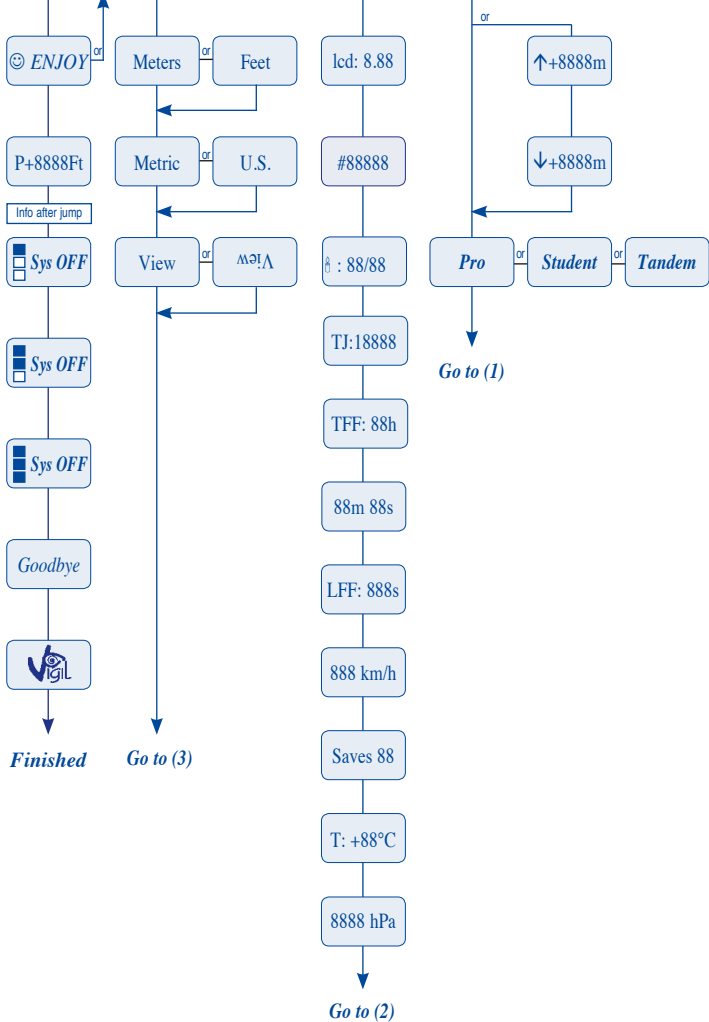 or
☺ ENJOY
or
P+8888Ft
Info after jump
Sys OFF
Sys OFF
Sys OFF
Goodbye
Vigil
Finished
Meters
or
Feet
Metric
or
U.S.
View
or
View
Go to (3)
lcd: 8.88
#88888
: 88/88
TJ:18888
TFF: 88h
88m 88s
LFF: 888s
888 km/h
Saves 88
T: +88°C
8888 hPa
Go to (2)
↑+8888m
↓+8888m
Pro
or
Student
or
Tandem
Go to (1)